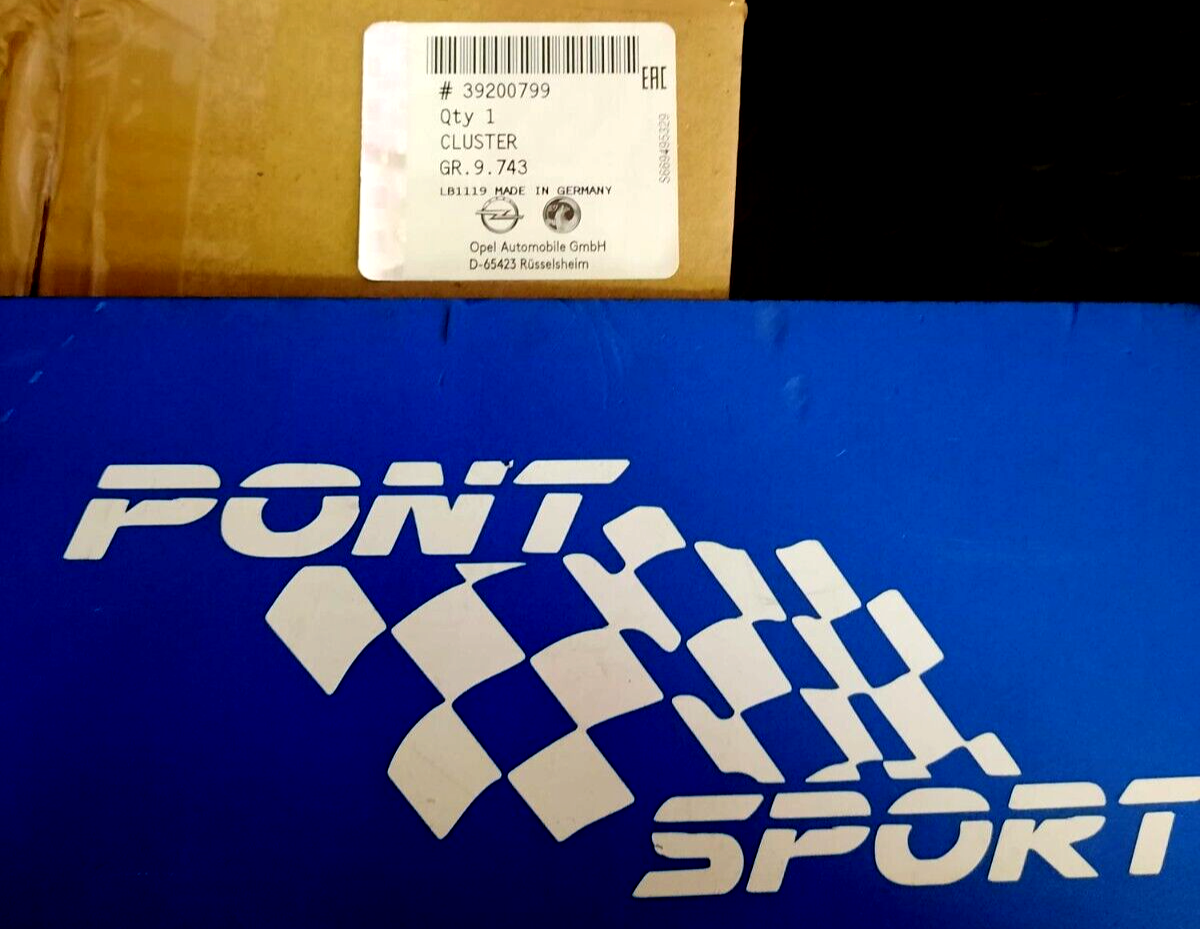 # 39200799
EAC
Qty 1
CLUSTER
GR.9.743
S669495329
LB1119 MADE IN GERMANY
Opel Automobile GmbH
D-65423 Rüsselsheim
PONT
SPORT